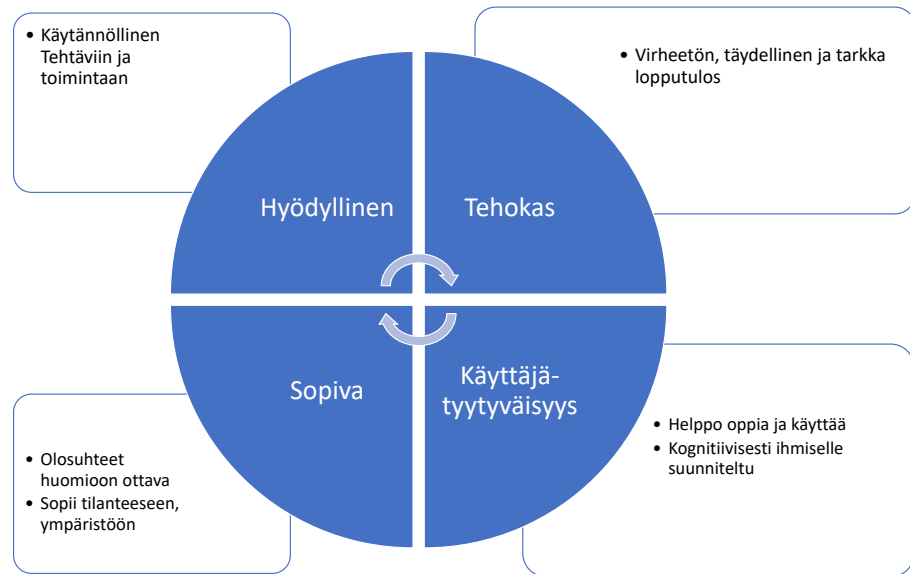 • Käytännöllinen
Tehtäviin ja
toimintaan
• Virheetön, täydellinen ja tarkka
lopputulos
Hyödyllinen
Tehokas
Sopiva
Käyttäjä-
tyytyväisyys
• Olosuhteet
huomioon ottava
• Sopii tilanteeseen,
ympäristöön
• Helppo oppia ja käyttää
• Kognitiivisesti ihmiselle
suunniteltu